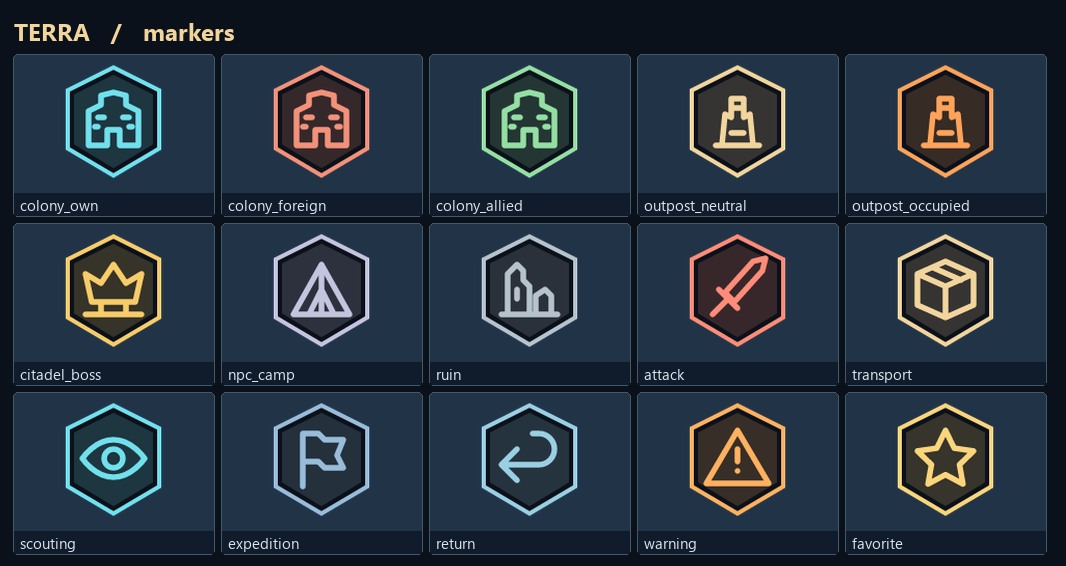 TERRA / markers
colony_own
colony_foreign
colony_allied
outpost_neutral
outpost_occupied
citadel_boss
npc_camp
ruin
attack
transport
scouting
expedition
return
warning
favorite